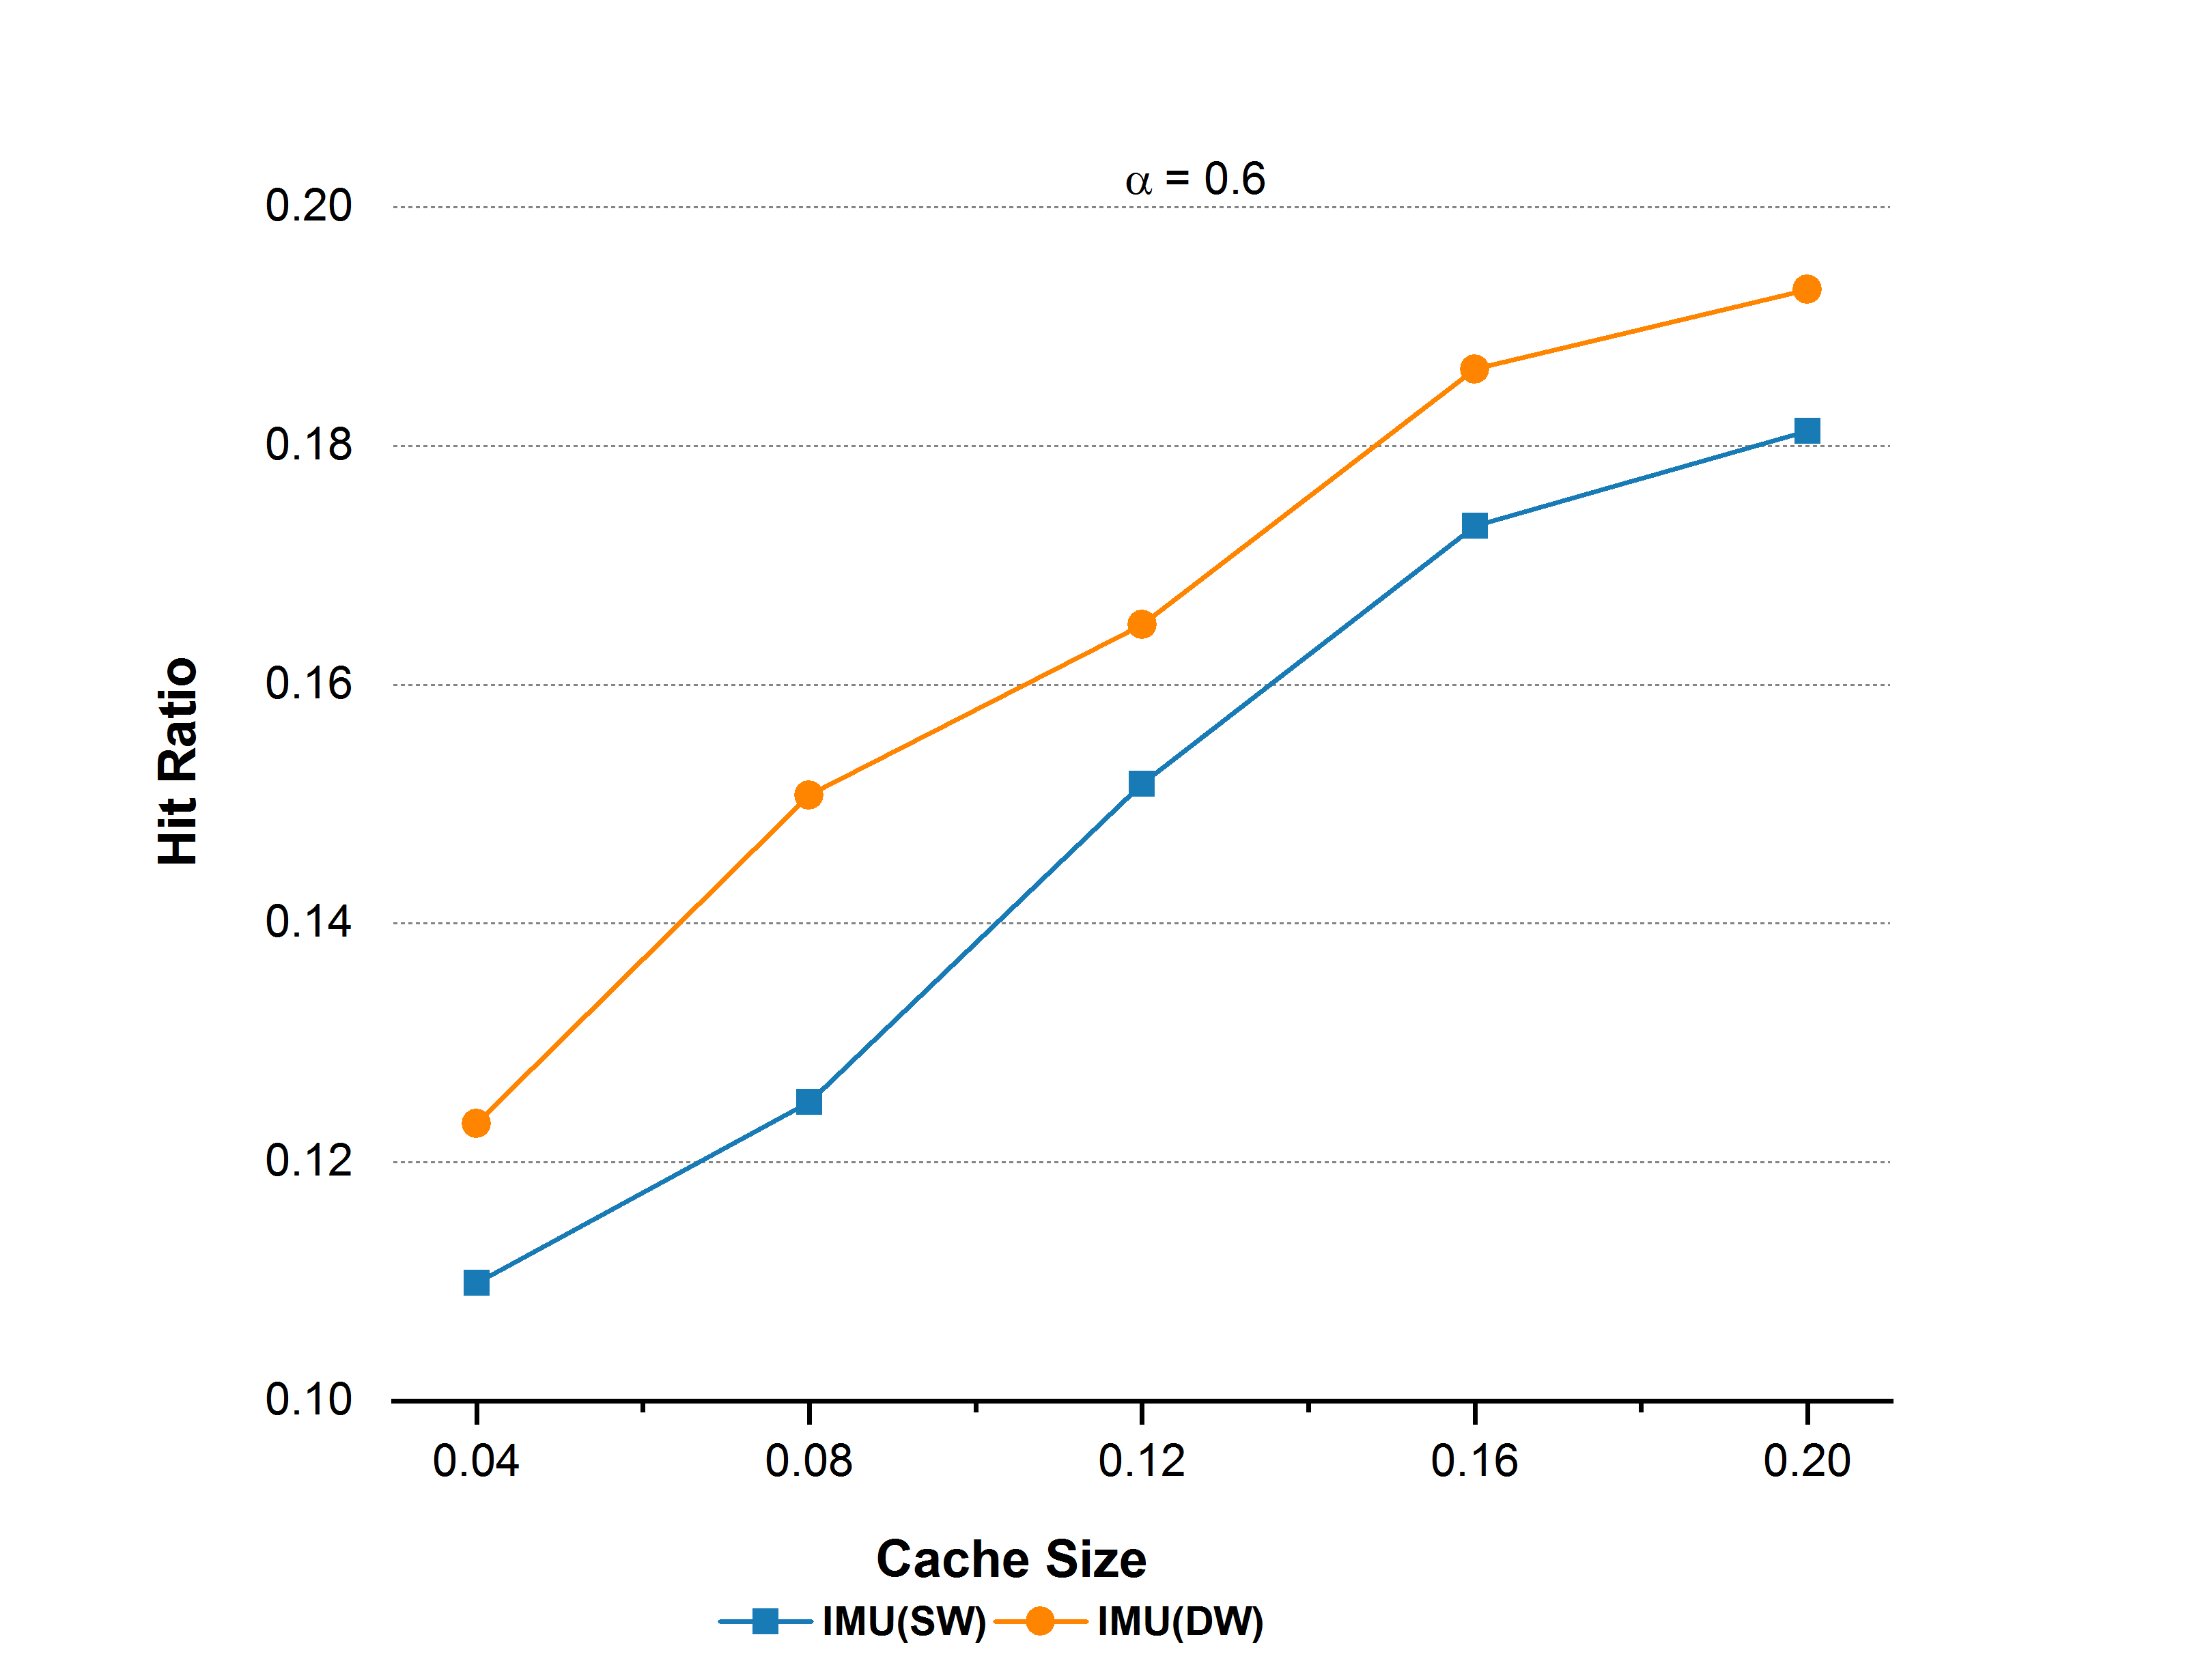 α = 0.6
0.20
0.18
0.16
0.14
0.12
0.10
Hit Ratio
0.04 0.08 0.12 0.16 0.20
Cache Size
IMU(SW) IMU(DW)